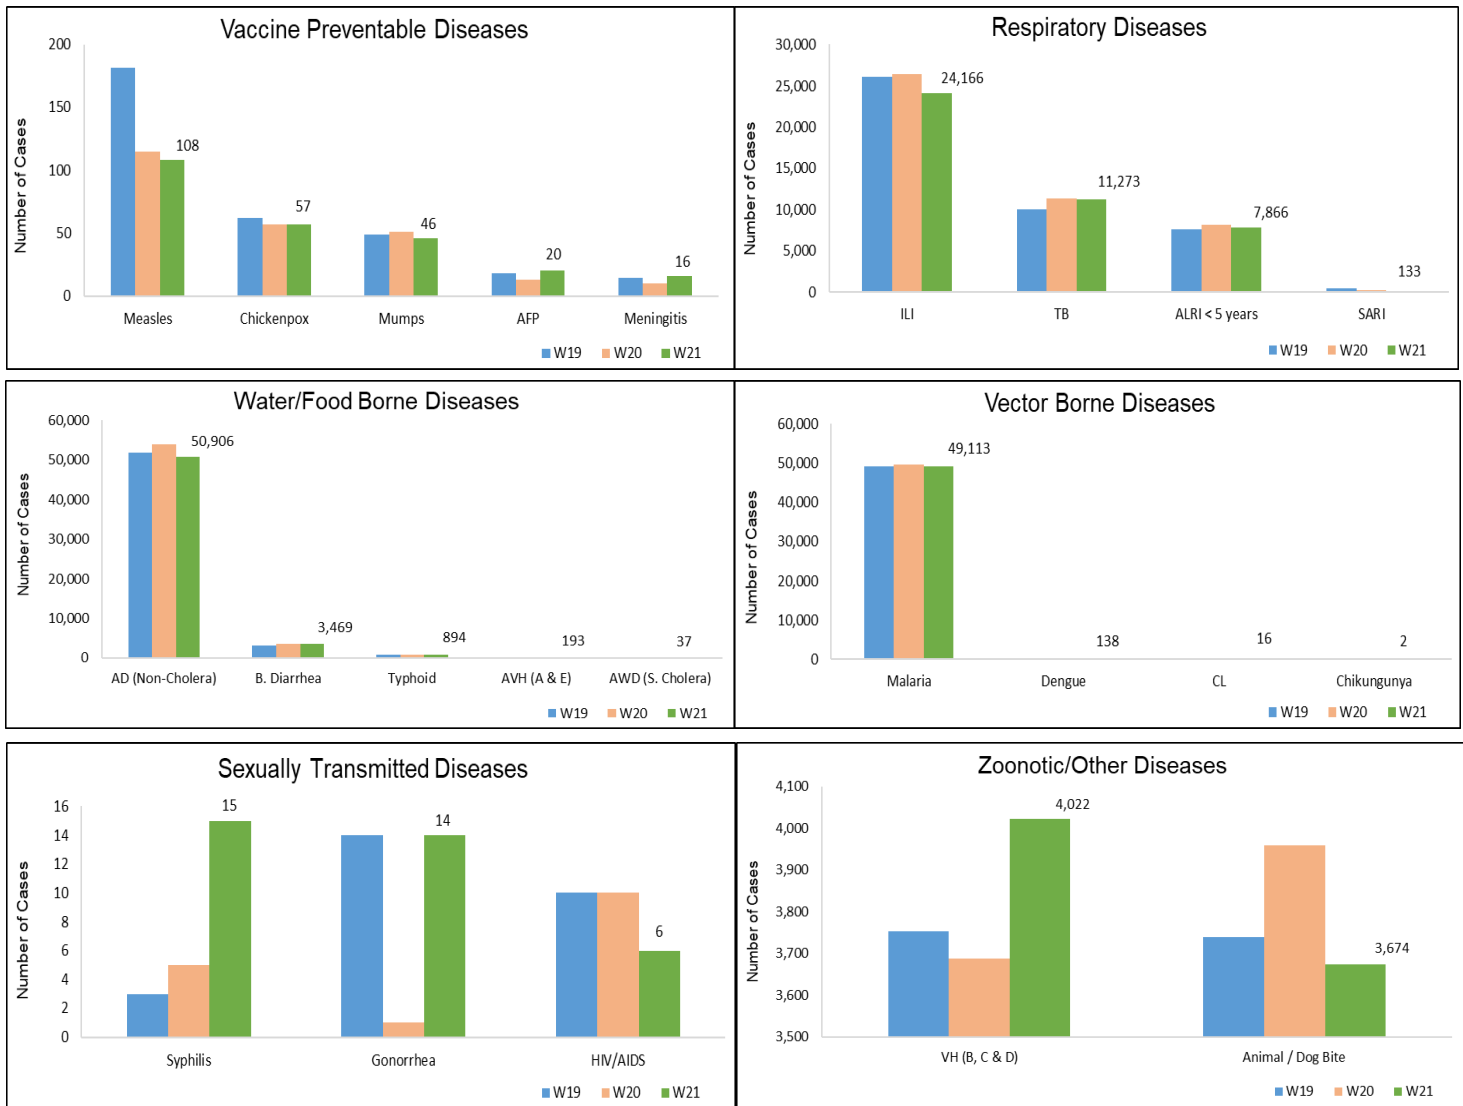 Vaccine Preventable Diseases
Number of Cases
200
150
100
50
0
108
57
46
20
16
Measles Chickenpox Mumps AFP Meningitis
W19 W20 W21
Respiratory Diseases
Number of Cases
30,000
25,000
20,000
15,000
10,000
5,000
0
24,166
11,273
7,866
133
ILI TB ALRI < 5 years SARI
W19 W20 W21
Water/Food Borne Diseases
Number of Cases
60,000
50,000
40,000
30,000
20,000
10,000
0
50,906
3,469
894
193
37
AD (Non-Cholera) B. Diarrhea Typhoid AVH (A & E) AWD (S. Cholera)
W19 W20 W21
Vector Borne Diseases
Number of Cases
60,000
50,000
40,000
30,000
20,000
10,000
0
49,113
138
16
2
Malaria Dengue CL Chikungunya
W19 W20 W21
Sexually Transmitted Diseases
Number of Cases
16
14
12
10
8
6
4
2
0
15
14
6
Syphilis Gonorrhea HIV/AIDS
W19 W20 W21
Zoonotic/Other Diseases
Number of Cases
4,100
4,000
3,900
3,800
3,700
3,600
3,500
4,022
3,674
VH (B, C & D) Animal / Dog Bite
W19 W20 W21